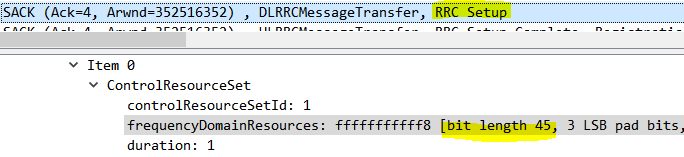 SACK (Ack=4, Arwnd=352516352) , DLRRCMessageTransfer, RRC Setup
Item 0
ControlResourceSet
controlResourceSetId: 1
frequencyDomainResources: fffffffffff8 [bit length 45, 3 LSB pad bits,
duration: 1